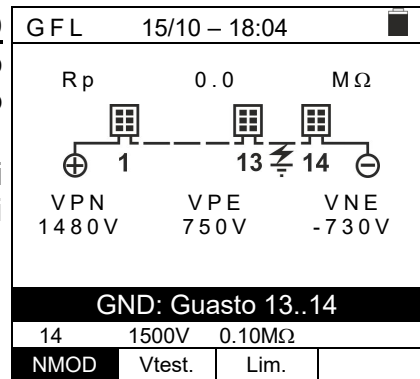 GFL 15/10 – 18:04
Rp 0.0 MΩ
1 13 14
VPN VPE VNE
1480V 750V -730V
GND: Guasto 13..14
14 1500V 0.10MΩ
NMOD Vtest. Lim.